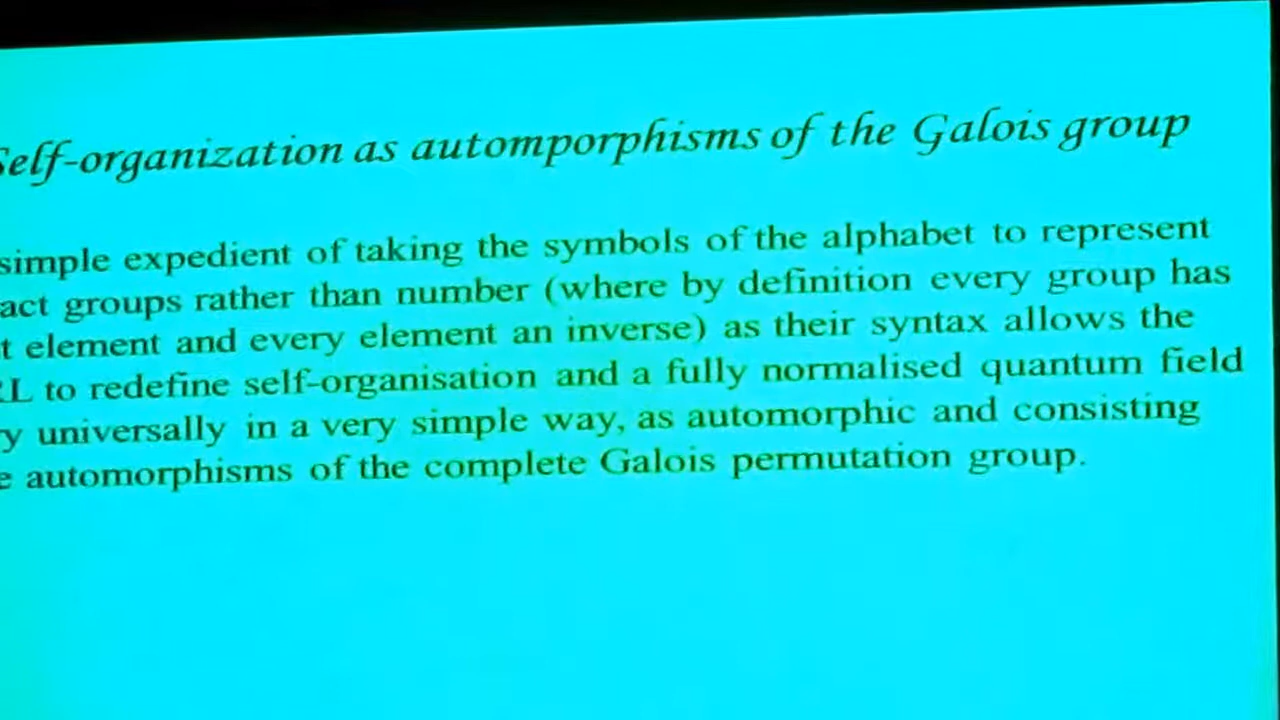 Self-organization as automporphisms of the Galois group
simple expedient of taking the symbols of the alphabet to represent
act groups rather than number (where by definition every group has
t element and every element an inverse) as their syntax allows the
L to redefine self-organisation and a fully normalised quantum field
y universally in a very simple way, as automorphic and consisting
e automorphisms of the complete Galois permutation group.